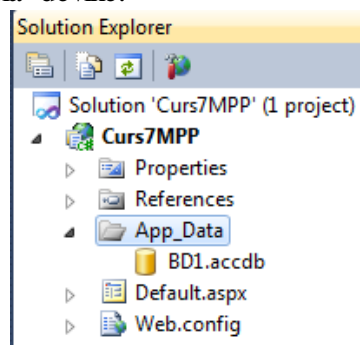 Solution Explorer
Solution 'Curs7MPP' (1 project)
Curs7MPP
Properties
References
App_Data
BD1.accdb
Default.aspx
Web.config